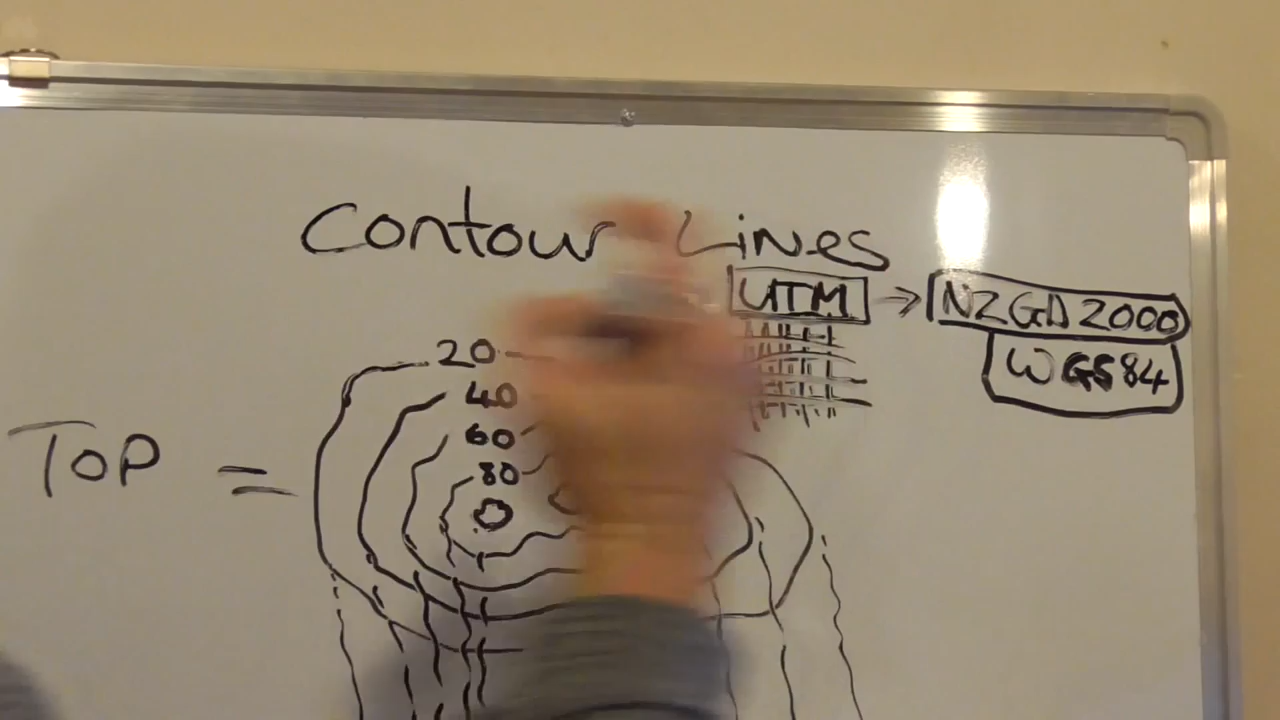 Contour Lines
UTM → NZGD2000
WGS84
20
40
60
80
TOP =